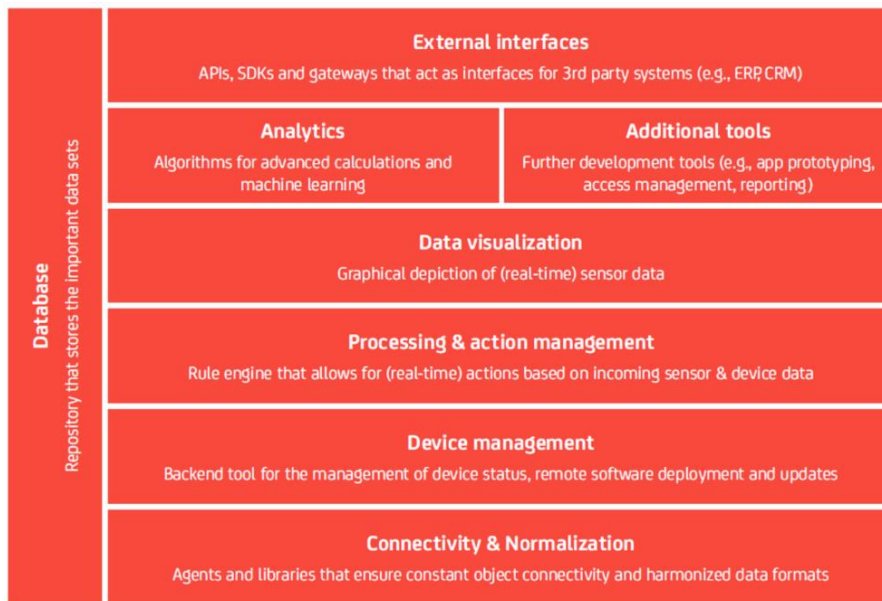 External interfaces
APIs, SDKs and gateways that act as interfaces for 3rd party systems (e.g., ERP, CRM)
Analytics
Algorithms for advanced calculations and
machine learning
Additional tools
Further development tools (e.g., app prototyping,
access management, reporting)
Data visualization
Graphical depiction of (real-time) sensor data
Processing & action management
Rule engine that allows for (real-time) actions based on incoming sensor & device data
Device management
Backend tool for the management of device status, remote software deployment and updates
Connectivity & Normalization
Agents and libraries that ensure constant object connectivity and harmonized data formats
Database
Repository that stores the important data sets